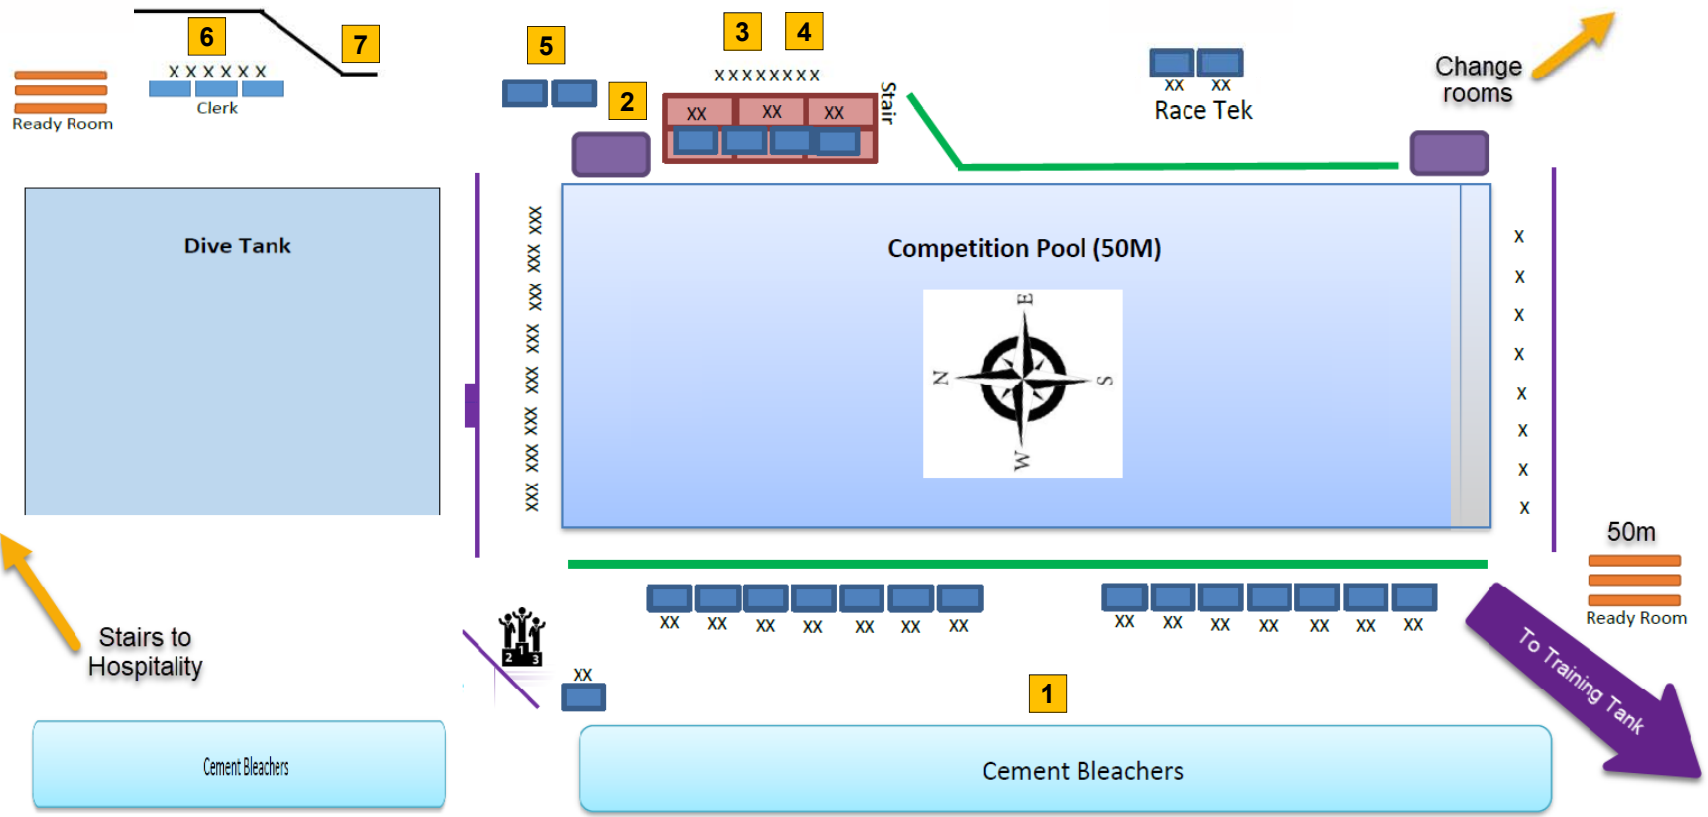 6
7
5
3
4
2
X X X X X X
Clerk
Ready Room
XXXXXXXX
XX
XX
XX
Stair
XX
XX
Race Tek
Change
rooms
Dive Tank
XXX
XXX
XXX
XXX
XXX
XXX
XXX
XXX
Competition Pool (50M)
E
N
S
W
X
X
X
X
X
X
X
X
50m
Ready Room
Stairs to
Hospitality
2 1 3
XX
XX XX XX XX XX XX XX
XX XX XX XX XX XX XX
1
To Training Tank
Cement Bleachers
Cement Bleachers